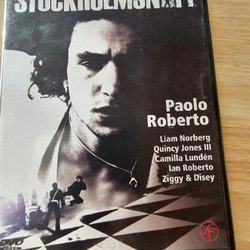 STOCKHOLMSNATT
Paolo
Roberto
Liam Norberg
Quincy Jones III
Camilla Lundén
Ian Roberto
Ziggy & Disey